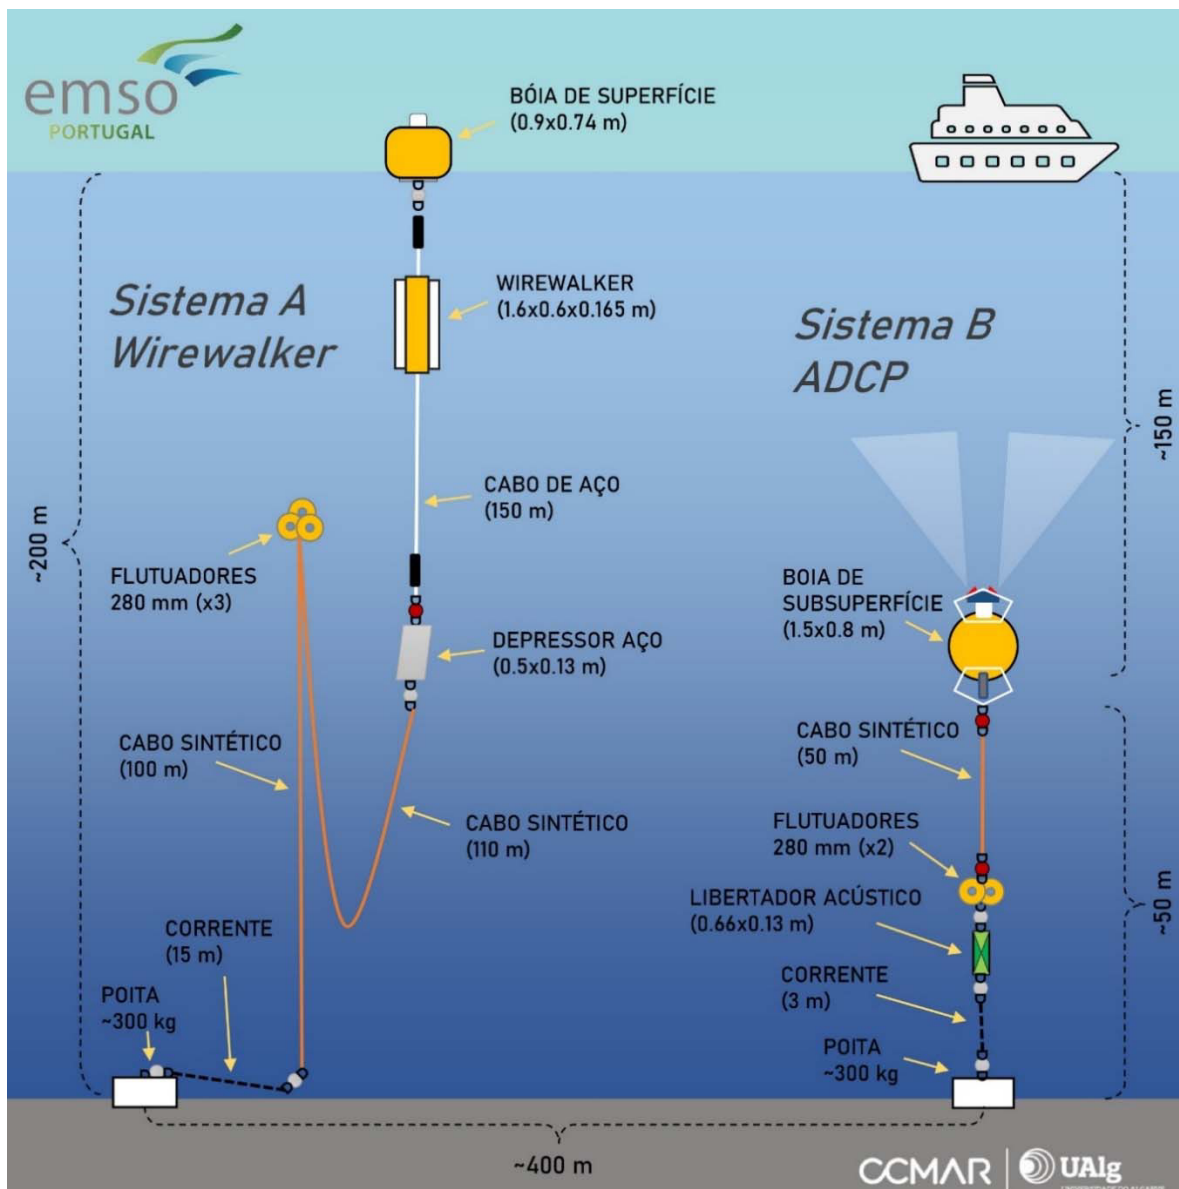 emso
PORTUGAL
BÓIA DE SUPERFÍCIE
(0.9x0.74 m)
Sistema A
Wirewalker
WIREWALKER
(1.6x0.6x0.165 m)
Sistema B
ADCP
~150 m
~200 m
CABO DE AÇO
(150 m)
FLUTUADORES
280 mm (x3)
BOIA DE
SUBSUPERFÍCIE
(1.5x0.8 m)
DEPRESSOR AÇO
(0.5x0.13 m)
CABO SINTÉTICO
(100 m)
CABO SINTÉTICO
(50 m)
CABO SINTÉTICO
(110 m)
FLUTUADORES
280 mm (x2)
LIBERTADOR ACÚSTICO
(0.66x0.13 m)
~50 m
CORRENTE
(15 m)
CORRENTE
(3 m)
POITA
~300 kg
POITA
~300 kg
~400 m
CCMAR
UAlg